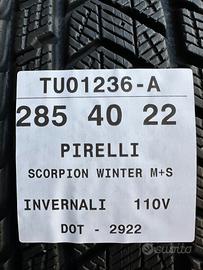 TU01236-A
285 40 22
PIRELLI
SCORPION WINTER M+S
INVERNALI 110V
DOT - 2922
subito